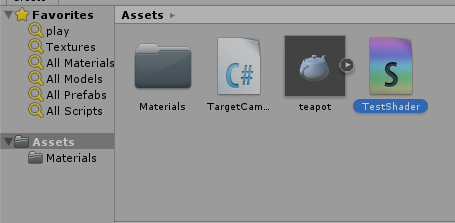 Favorites
play
Textures
All Materials
All Models
All Prefabs
All Scripts
Assets
Materials
Assets
Materials
C#
TargetCam...
teapot
S
TestShader